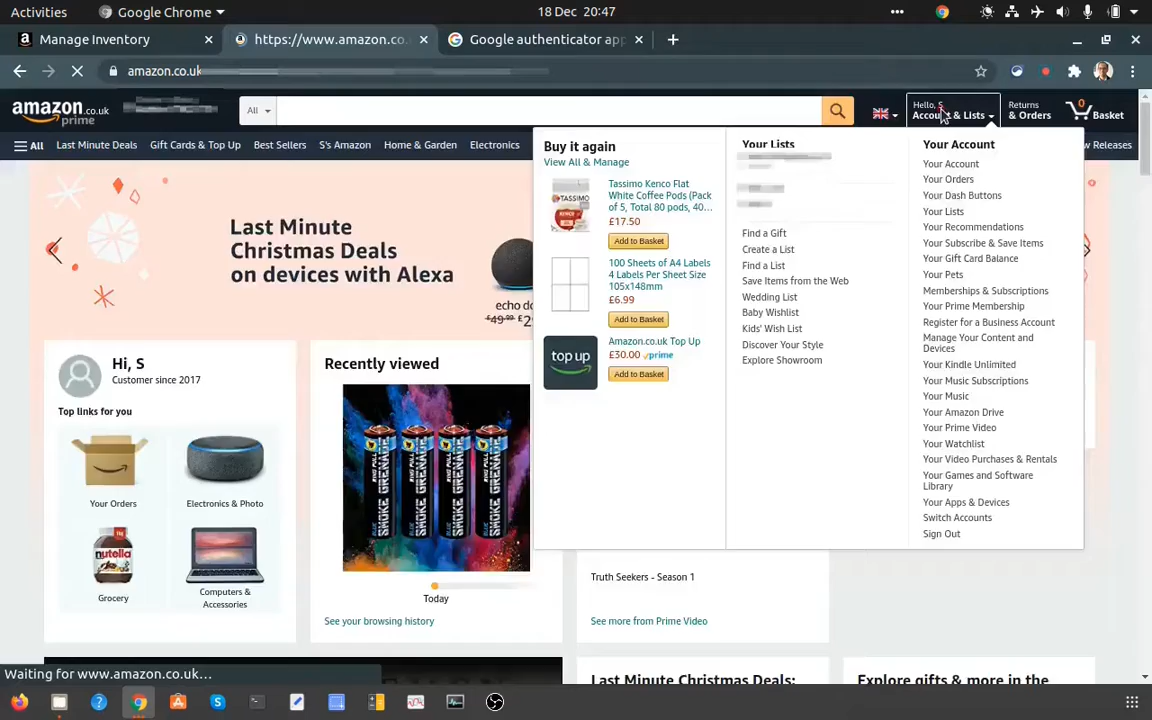 Activities
Google Chrome
18 Dec 20:47
Manage Inventory
https://www.amazon.co.
Google authenticator app
amazon.co.uk
amazon.co.uk
prime
All
Hello, S
Account & Lists
Returns
& Orders
0
Basket
All
Last Minute Deals
Gift Cards & Top Up
Best Sellers
S's Amazon
Home & Garden
Electronics
w Releases
Last Minute
Christmas Deals
on devices with Alexa
echo do
£49.99 £2
Buy it again
View All & Manage
Tassimo Kenco Flat
White Coffee Pods (Pack
of 5, Total 80 pods, 40...
£17.50
Add to Basket
100 Sheets of A4 Labels
4 Labels Per Sheet Size
105x148mm
£6.99
Add to Basket
top up
Amazon.co.uk Top Up
£30.00 prime
Add to Basket
Your Lists
Find a Gift
Create a List
Find a List
Save Items from the Web
Wedding List
Baby Wishlist
Kids' Wish List
Discover Your Style
Explore Showroom
Your Account
Your Account
Your Orders
Your Dash Buttons
Your Lists
Your Recommendations
Your Subscribe & Save Items
Your Gift Card Balance
Your Pets
Memberships & Subscriptions
Your Prime Membership
Register for a Business Account
Manage Your Content and
Devices
Your Kindle Unlimited
Your Music Subscriptions
Your Music
Your Amazon Drive
Your Prime Video
Your Watchlist
Your Video Purchases & Rentals
Your Games and Software
Library
Your Apps & Devices
Switch Accounts
Sign Out
Hi, S
Customer since 2017
Top links for you
Your Orders
Electronics & Photo
nutella
Grocery
Computers &
Accessories
Recently viewed
SMOKE GRENADE
Today
See your browsing history
Truth Seekers - Season 1
See more from Prime Video
Last Minute Christmas Deals:
Explore gifts & more in the
Waiting for www.amazon.co.uk...